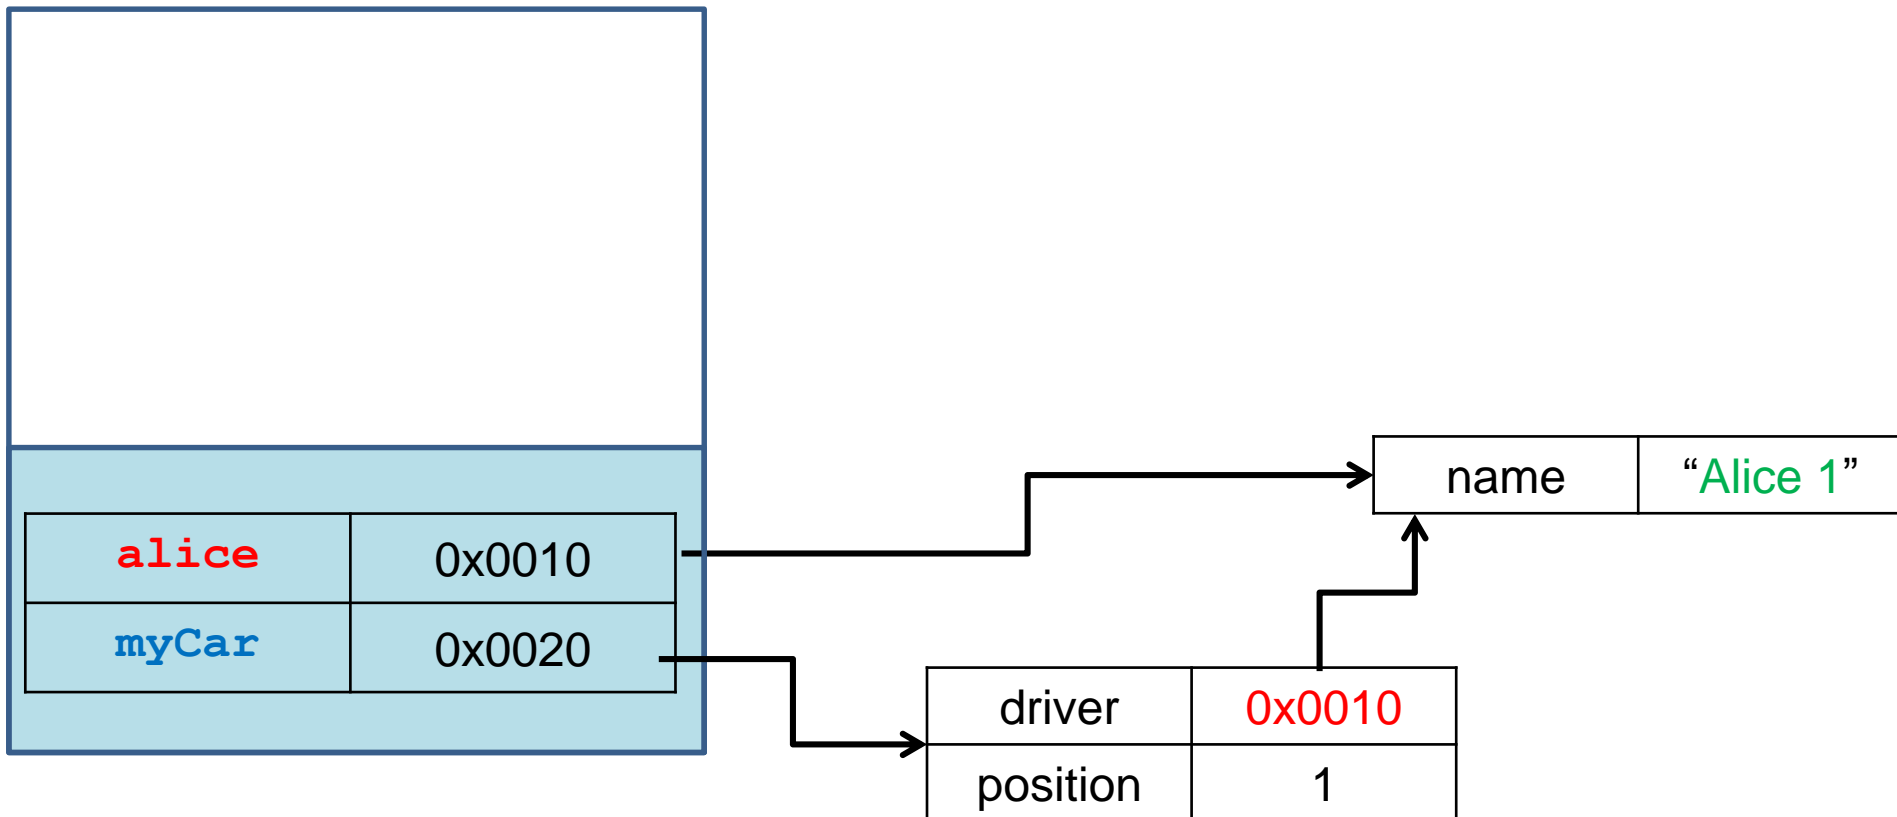 name “Alice 1”
alice 0x0010
myCar 0x0020
driver 0x0010
position 1